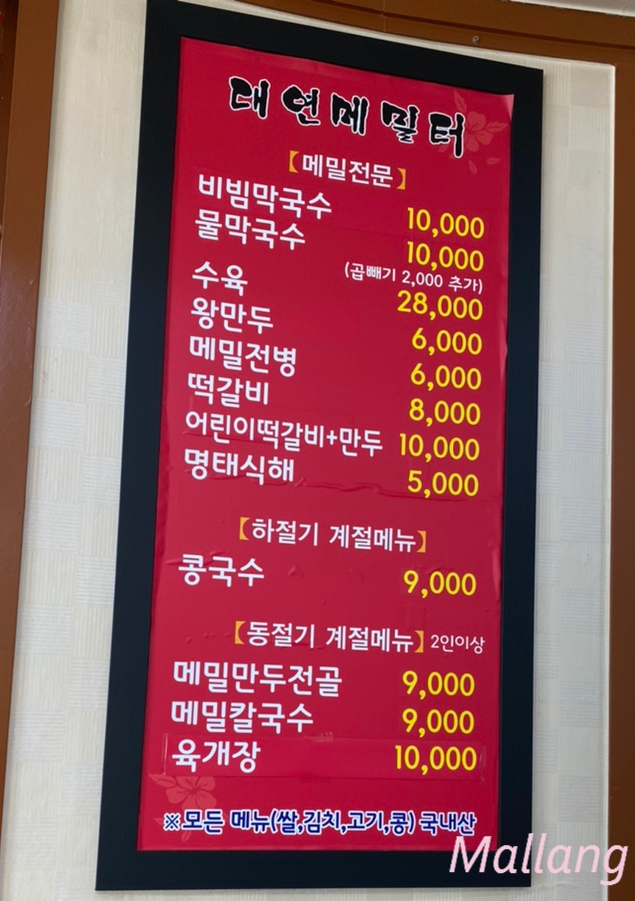 대연메밀터
【메밀전문】
비빔막국수 10,000
물막국수 10,000
(곱빼기 2,000 추가)
수육 28,000
왕만두 6,000
메밀전병 6,000
떡갈비 8,000
어린이떡갈비+만두 10,000
명태식해 5,000
【하절기 계절메뉴】
콩국수 9,000
【동절기 계절메뉴】 2인이상
메밀만두전골 9,000
메밀칼국수 9,000
육개장 10,000
※모든 메뉴(쌀,김치,고기,콩) 국내산
Mallang